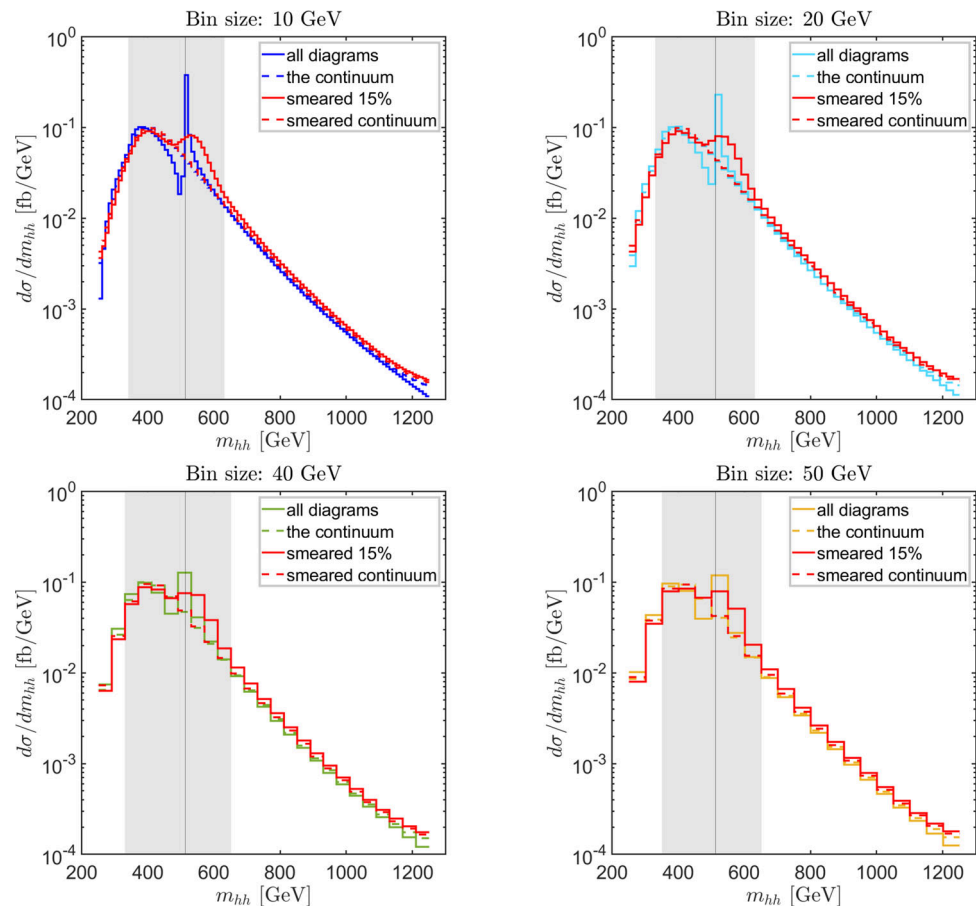 Bin size: 10 GeV
10^0
10^-1
10^-2
10^-3
10^-4
dσ/dm_hh [fb/GeV]
all diagrams
the continuum
smeared 15%
smeared continuum
200 400 600 800 1000 1200
m_hh [GeV]
Bin size: 20 GeV
10^0
10^-1
10^-2
10^-3
10^-4
dσ/dm_hh [fb/GeV]
all diagrams
the continuum
smeared 15%
smeared continuum
200 400 600 800 1000 1200
m_hh [GeV]
Bin size: 40 GeV
10^0
10^-1
10^-2
10^-3
10^-4
dσ/dm_hh [fb/GeV]
all diagrams
the continuum
smeared 15%
smeared continuum
200 400 600 800 1000 1200
m_hh [GeV]
Bin size: 50 GeV
10^0
10^-1
10^-2
10^-3
10^-4
dσ/dm_hh [fb/GeV]
all diagrams
the continuum
smeared 15%
smeared continuum
200 400 600 800 1000 1200
m_hh [GeV]